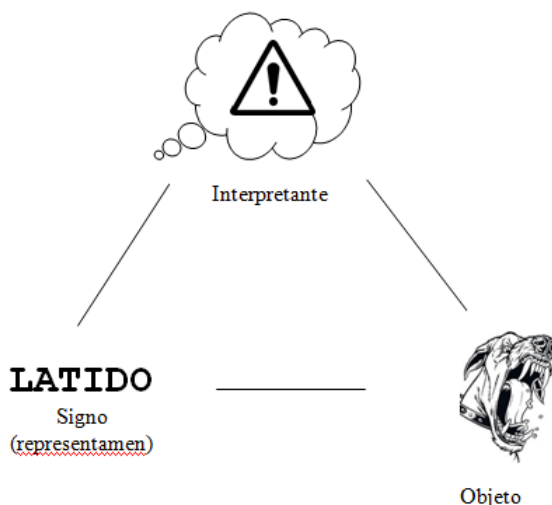 Interpretante
LATIDO
Signo
(representamen)
Objeto